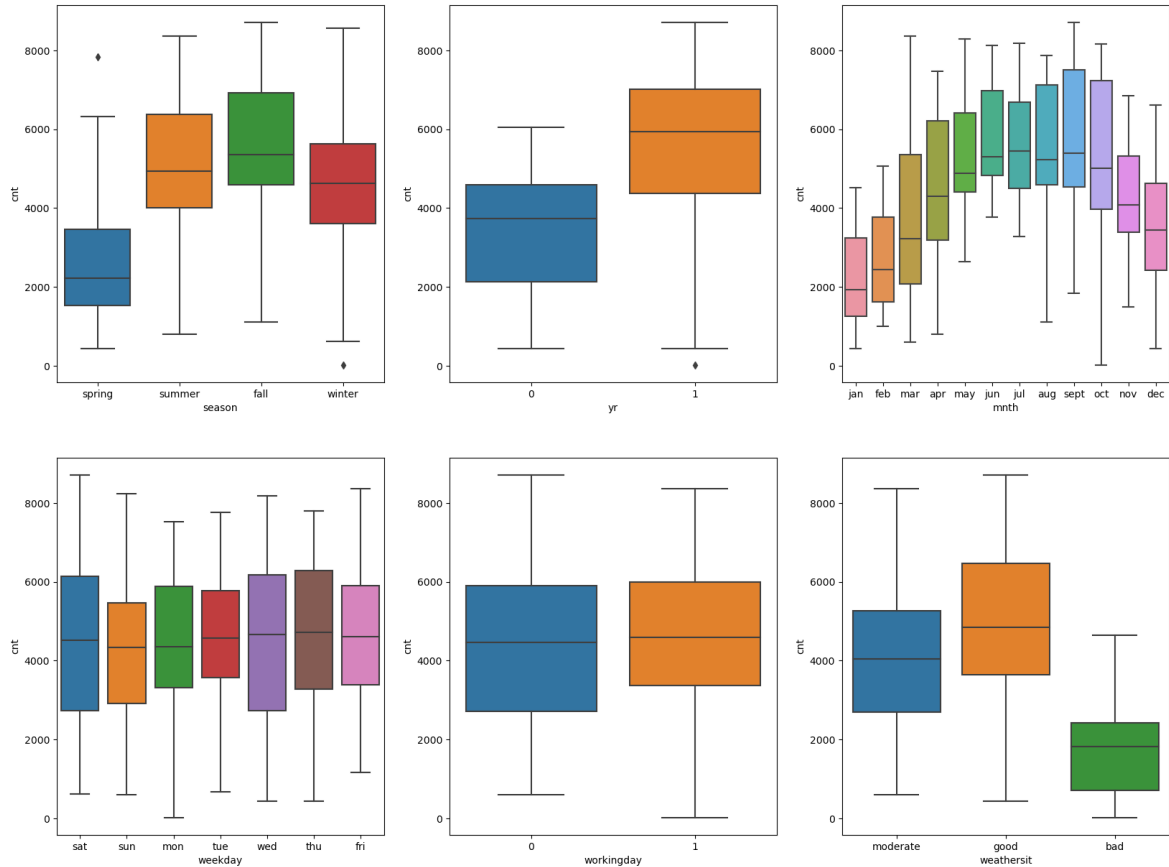 8000
6000
4000
2000
0
cnt
spring summer fall winter
season
8000
6000
4000
2000
0
cnt
0 1
yr
8000
6000
4000
2000
0
cnt
jan feb mar apr may jun jul aug sept oct nov dec
mnth
8000
6000
4000
2000
0
cnt
sat sun mon tue wed thu fri
weekday
8000
6000
4000
2000
0
cnt
0 1
workingday
8000
6000
4000
2000
0
cnt
moderate good bad
weathersit